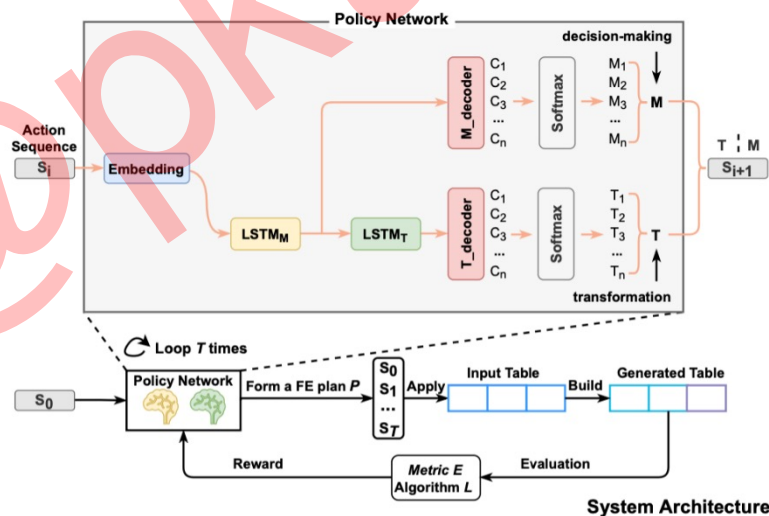 Policy Network
decision-making
M_decoder
C1
C2
C3
...
Cn
Softmax
M1
M2
M3
...
Mn
M
Action
Sequence
Si
Embedding
T ¦ M
Si+1
LSTMM
LSTMT
T_decoder
C1
C2
C3
...
Cn
Softmax
T1
T2
T3
...
Tn
T
transformation
Loop T times
S0
Policy Network
Form a FE plan P
S0
S1
...
ST
Apply
Input Table
Build
Generated Table
Reward
Metric E
Algorithm L
Evaluation
System Architecture